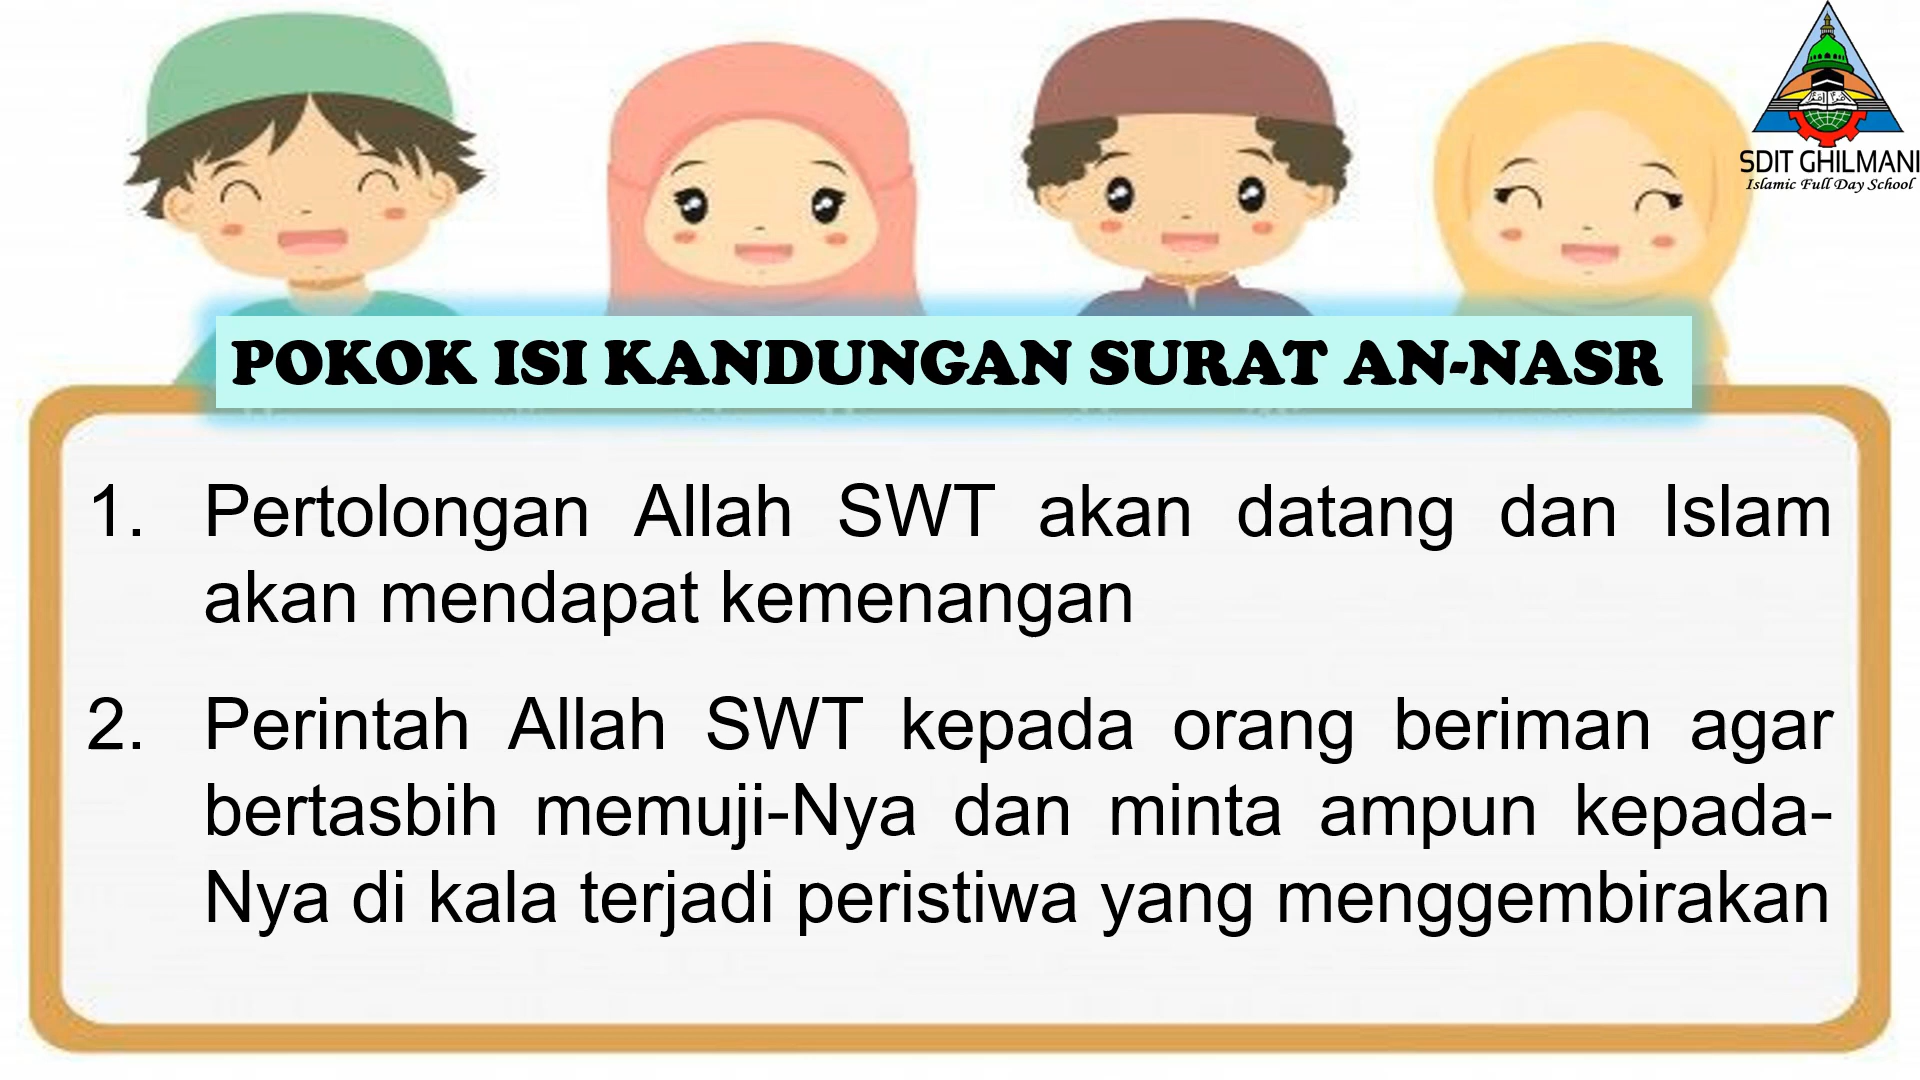 SDIT GHILMANI
Islamic Full Day School
POKOK ISI KANDUNGAN SURAT AN-NASR
1. Pertolongan Allah SWT akan datang dan Islam
akan mendapat kemenangan
2. Perintah Allah SWT kepada orang beriman agar
bertasbih memuji-Nya dan minta ampun kepada-
Nya di kala terjadi peristiwa yang menggembirakan